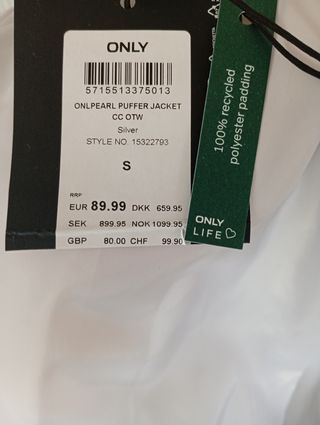 ONLY
5715513375013
ONLPEARL PUFFER JACKET
CC OTW
Silver
STYLE NO. 15322793
S
RRP
EUR 89.99 DKK 659.95
SEK 899.95 NOK 1099.95
GBP 80.00 CHF 99.90
100% recycled
polyester padding
ONLY
LIFE♡